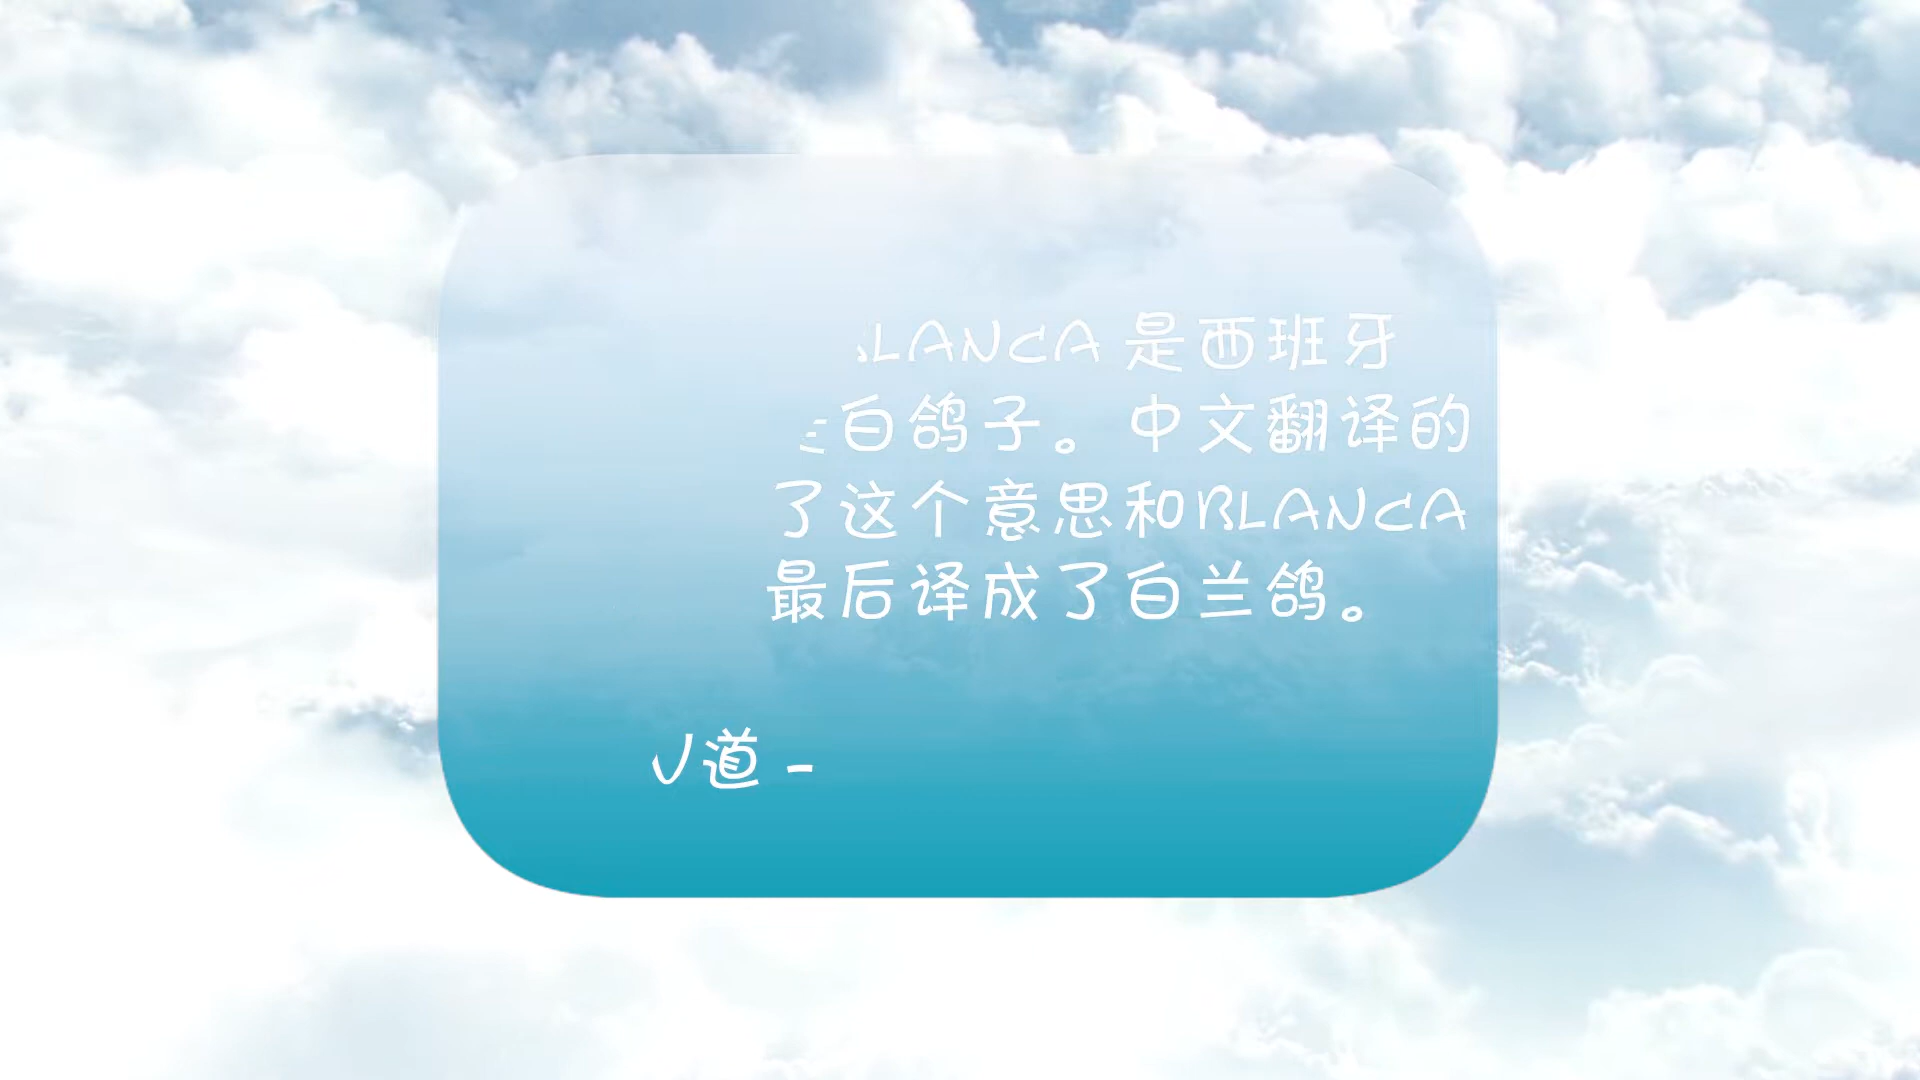 LANCA 是西班牙
白鸽子。中文翻译的
了这个意思和BLANCA
最后译成了白兰鸽。
道 -